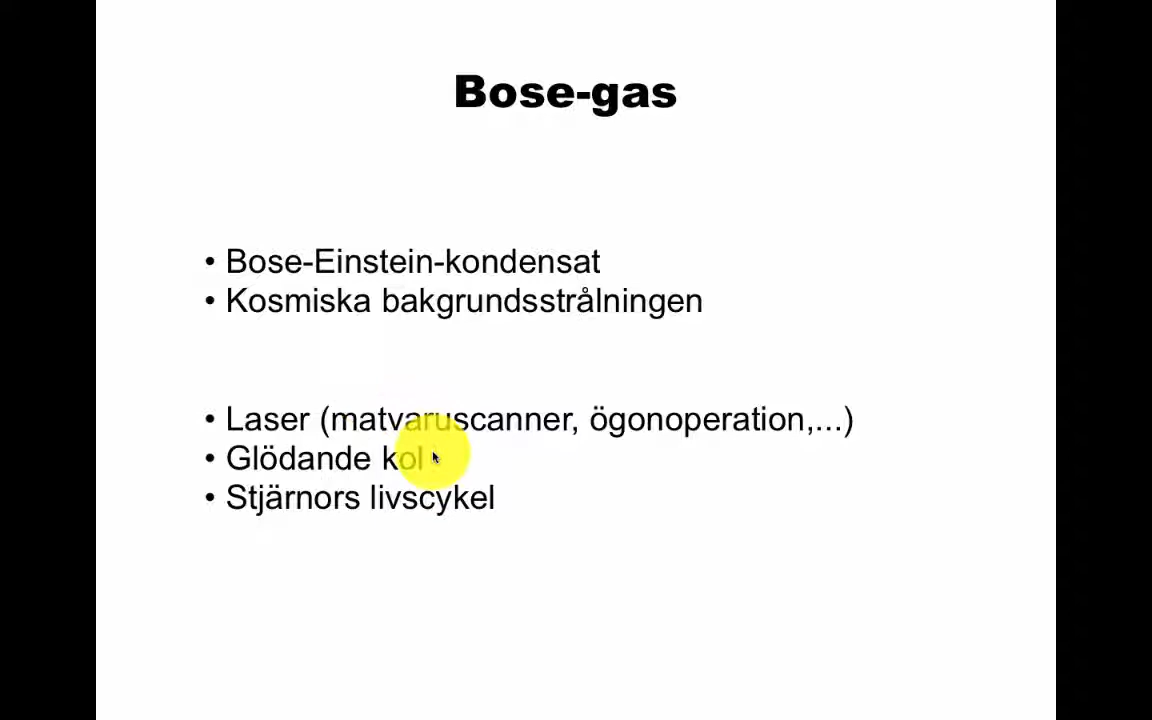 Bose-gas
• Bose-Einstein-kondensat
• Kosmiska bakgrundsstrålningen
• Laser (matvaruscanner, ögonoperation,...)
• Glödande kol
• Stjärnors livscykel